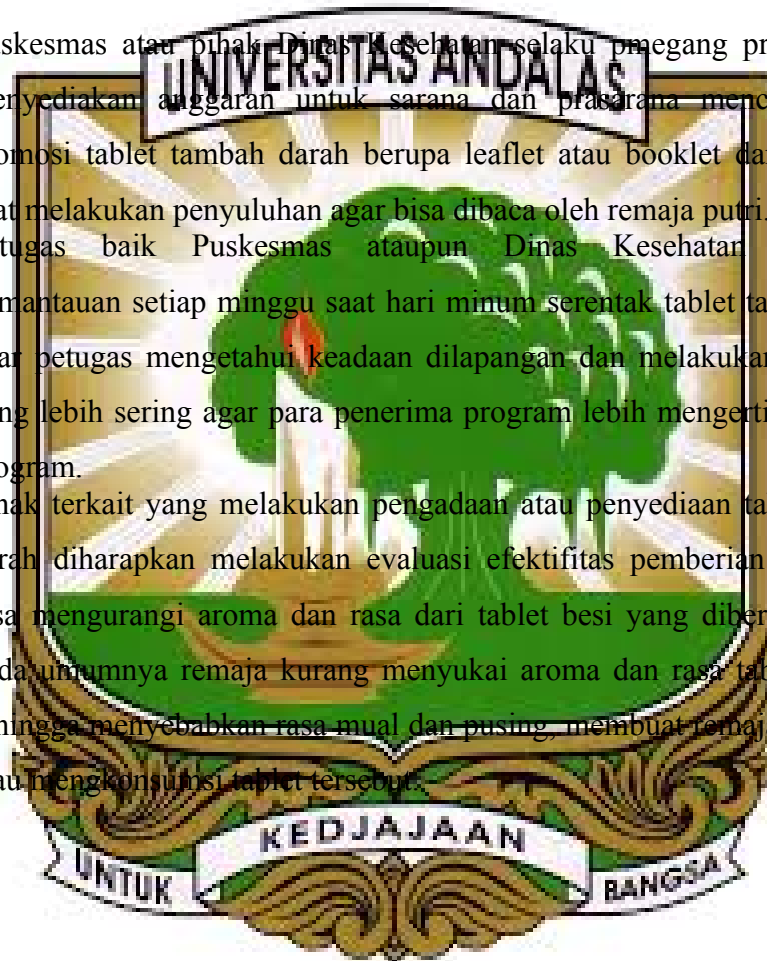 uskesmas atau pihak Dinas Kesehatan selaku pmegang pr
UNIVERSITAS ANDALAS
enyediakan anggaran untuk sarana dan prasarana menc
omosi tablet tambah darah berupa leaflet atau booklet da
at melakukan penyuluhan agar bisa dibaca oleh remaja putri.
tugas baik Puskesmas ataupun Dinas Kesehatan
mantauan setiap minggu saat hari minum serentak tablet ta
ar petugas mengetahui keadaan dilapangan dan melakukan
ng lebih sering agar para penerima program lebih mengerti
ogram.
hak terkait yang melakukan pengadaan atau penyediaan ta
rah diharapkan melakukan evaluasi efektifitas pemberian
sa mengurangi aroma dan rasa dari tablet besi yang diber
da umumnya remaja kurang menyukai aroma dan rasa tab
hingga menyebabkan rasa mual dan pusing, membuat remaj
au mengkonsumsi tablet tersebut.
KEDJAJAAN
UNTUK BANGSA